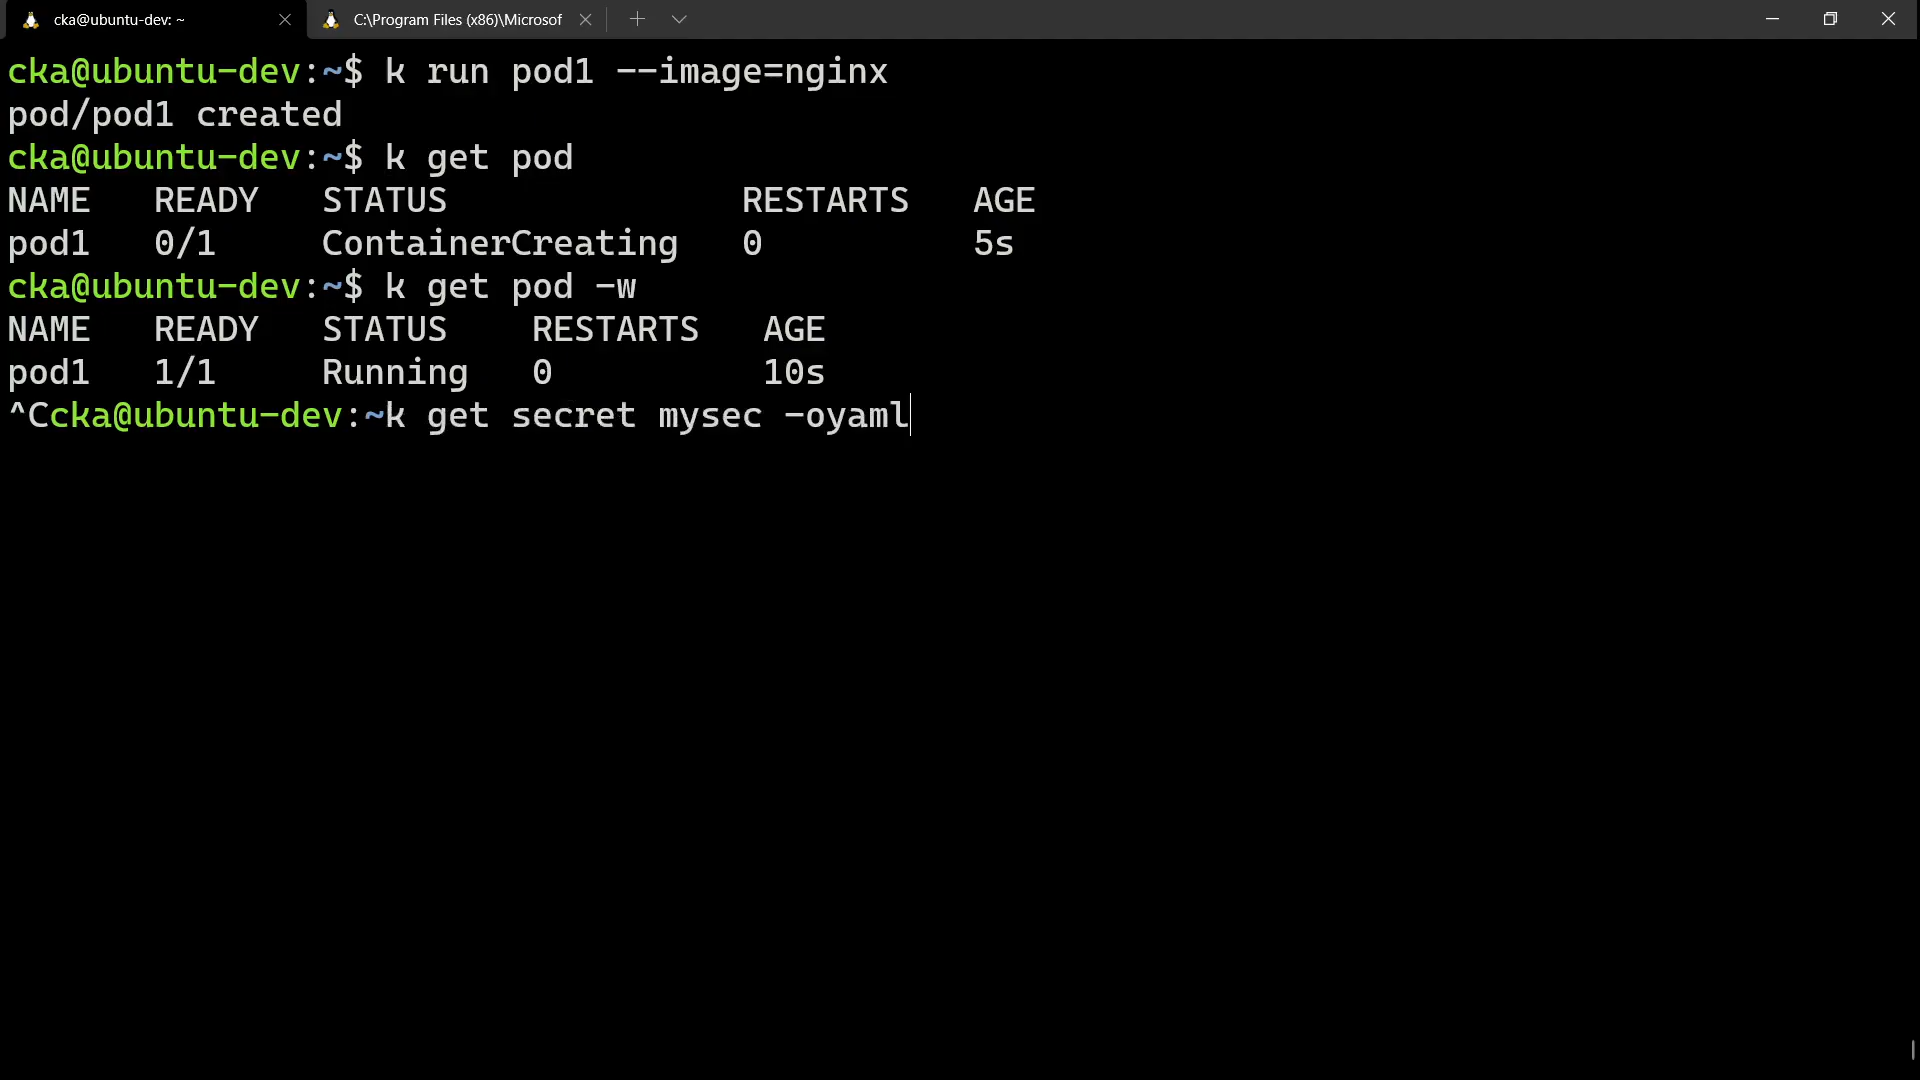 cka@ubuntu-dev: ~
C:\Program Files (x86)\Microsof
cka@ubuntu-dev:~$ k run pod1 --image=nginx
pod/pod1 created
cka@ubuntu-dev:~$ k get pod
NAME   READY   STATUS              RESTARTS   AGE
pod1   0/1     ContainerCreating   0          5s
cka@ubuntu-dev:~$ k get pod -w
NAME   READY   STATUS    RESTARTS   AGE
pod1   1/1     Running   0          10s
^Ccka@ubuntu-dev:~k get secret mysec -oyaml